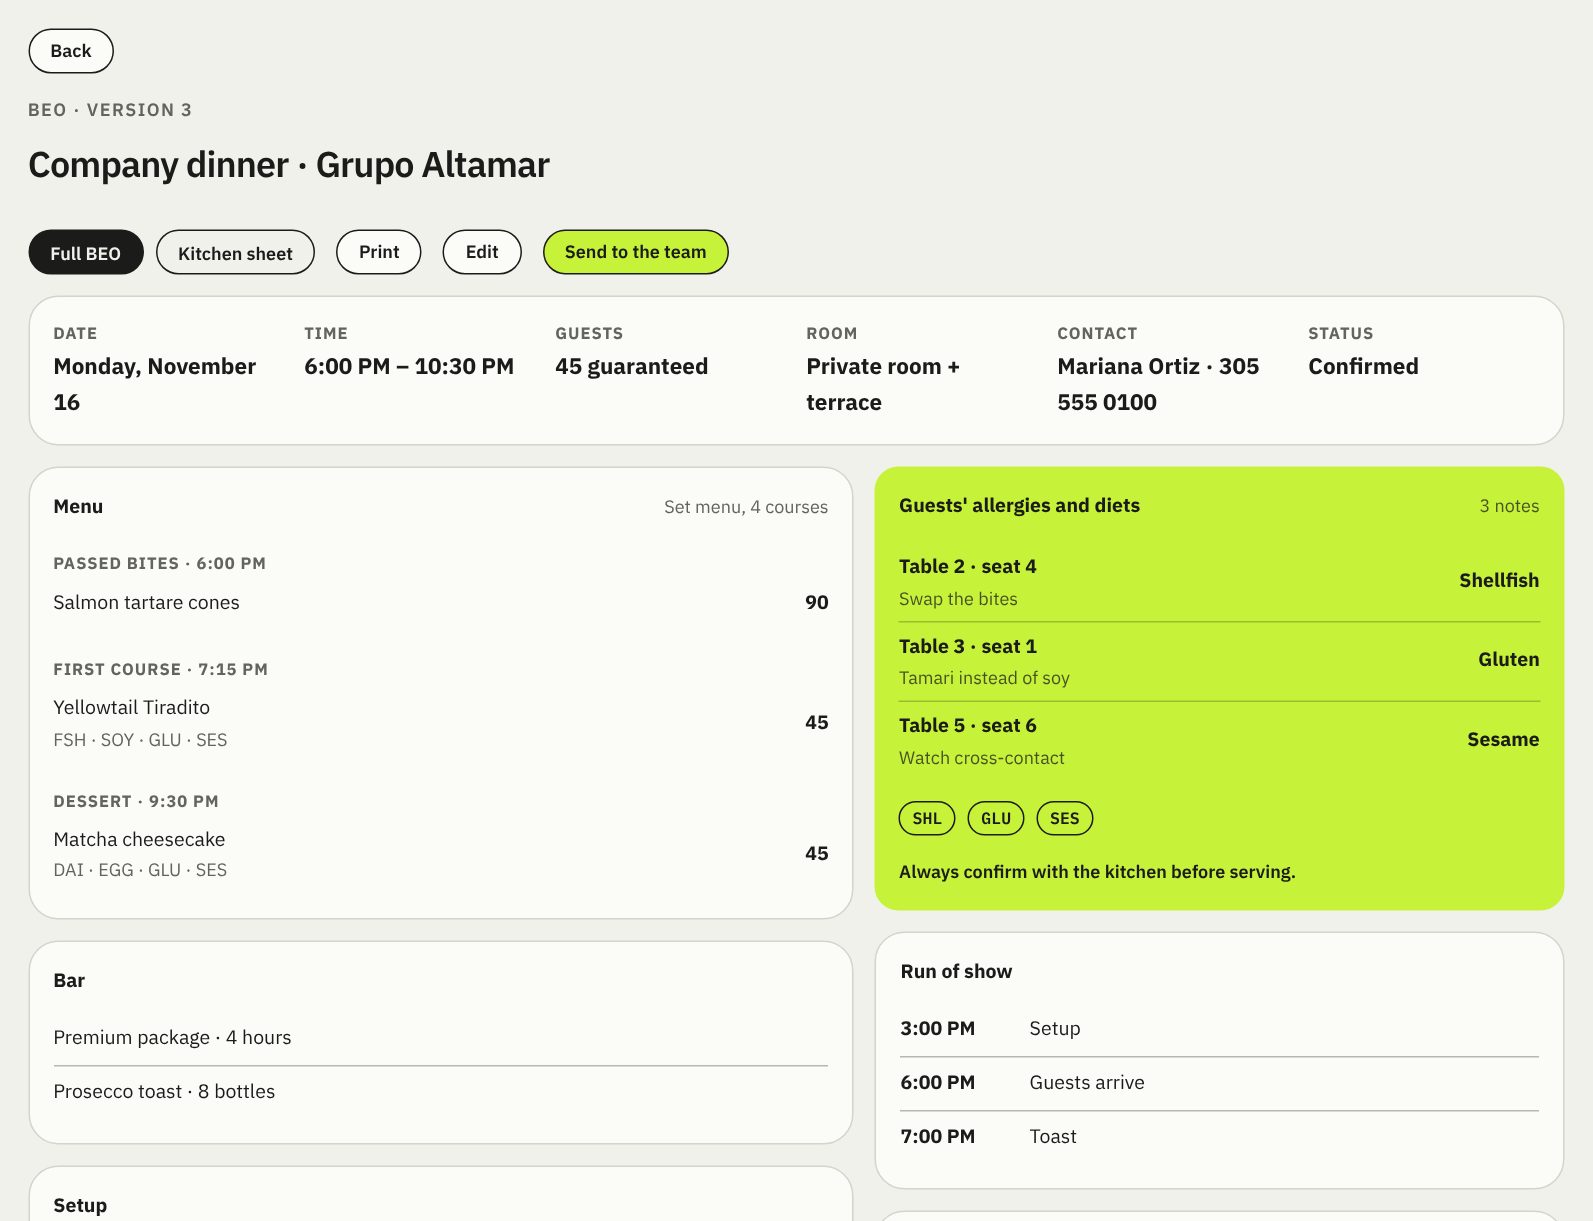 Back
BEO · VERSION 3
Company dinner · Grupo Altamar
Full BEO
Kitchen sheet
Print
Edit
Send to the team
DATE
Monday, November
16
TIME
6:00 PM – 10:30 PM
GUESTS
45 guaranteed
ROOM
Private room +
terrace
CONTACT
Mariana Ortiz · 305
555 0100
STATUS
Confirmed
Menu
Set menu, 4 courses
PASSED BITES · 6:00 PM
Salmon tartare cones
90
FIRST COURSE · 7:15 PM
Yellowtail Tiradito
FSH · SOY · GLU · SES
45
DESSERT · 9:30 PM
Matcha cheesecake
DAI · EGG · GLU · SES
45
Bar
Premium package · 4 hours
Prosecco toast · 8 bottles
Setup
Guests' allergies and diets
3 notes
Table 2 · seat 4
Swap the bites
Shellfish
Table 3 · seat 1
Tamari instead of soy
Gluten
Table 5 · seat 6
Watch cross-contact
Sesame
SHL
GLU
SES
Always confirm with the kitchen before serving.
Run of show
3:00 PM Setup
6:00 PM Guests arrive
7:00 PM Toast